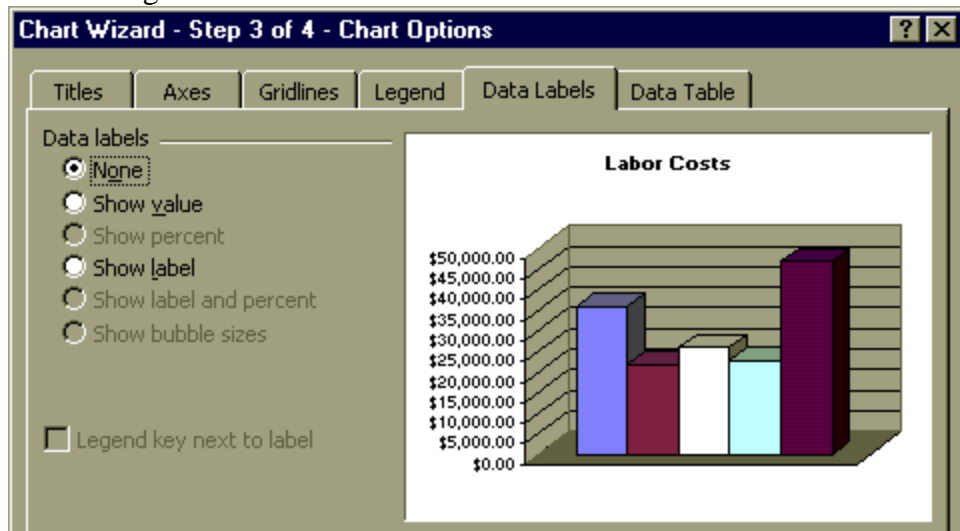 Chart Wizard - Step 3 of 4 - Chart Options
Titles Axes Gridlines Legend Data Labels Data Table
Data labels
None
Show value
Show percent
Show label
Show label and percent
Show bubble sizes
Legend key next to label
Labor Costs
$50,000.00
$45,000.00
$40,000.00
$35,000.00
$30,000.00
$25,000.00
$20,000.00
$15,000.00
$10,000.00
$5,000.00
$0.00